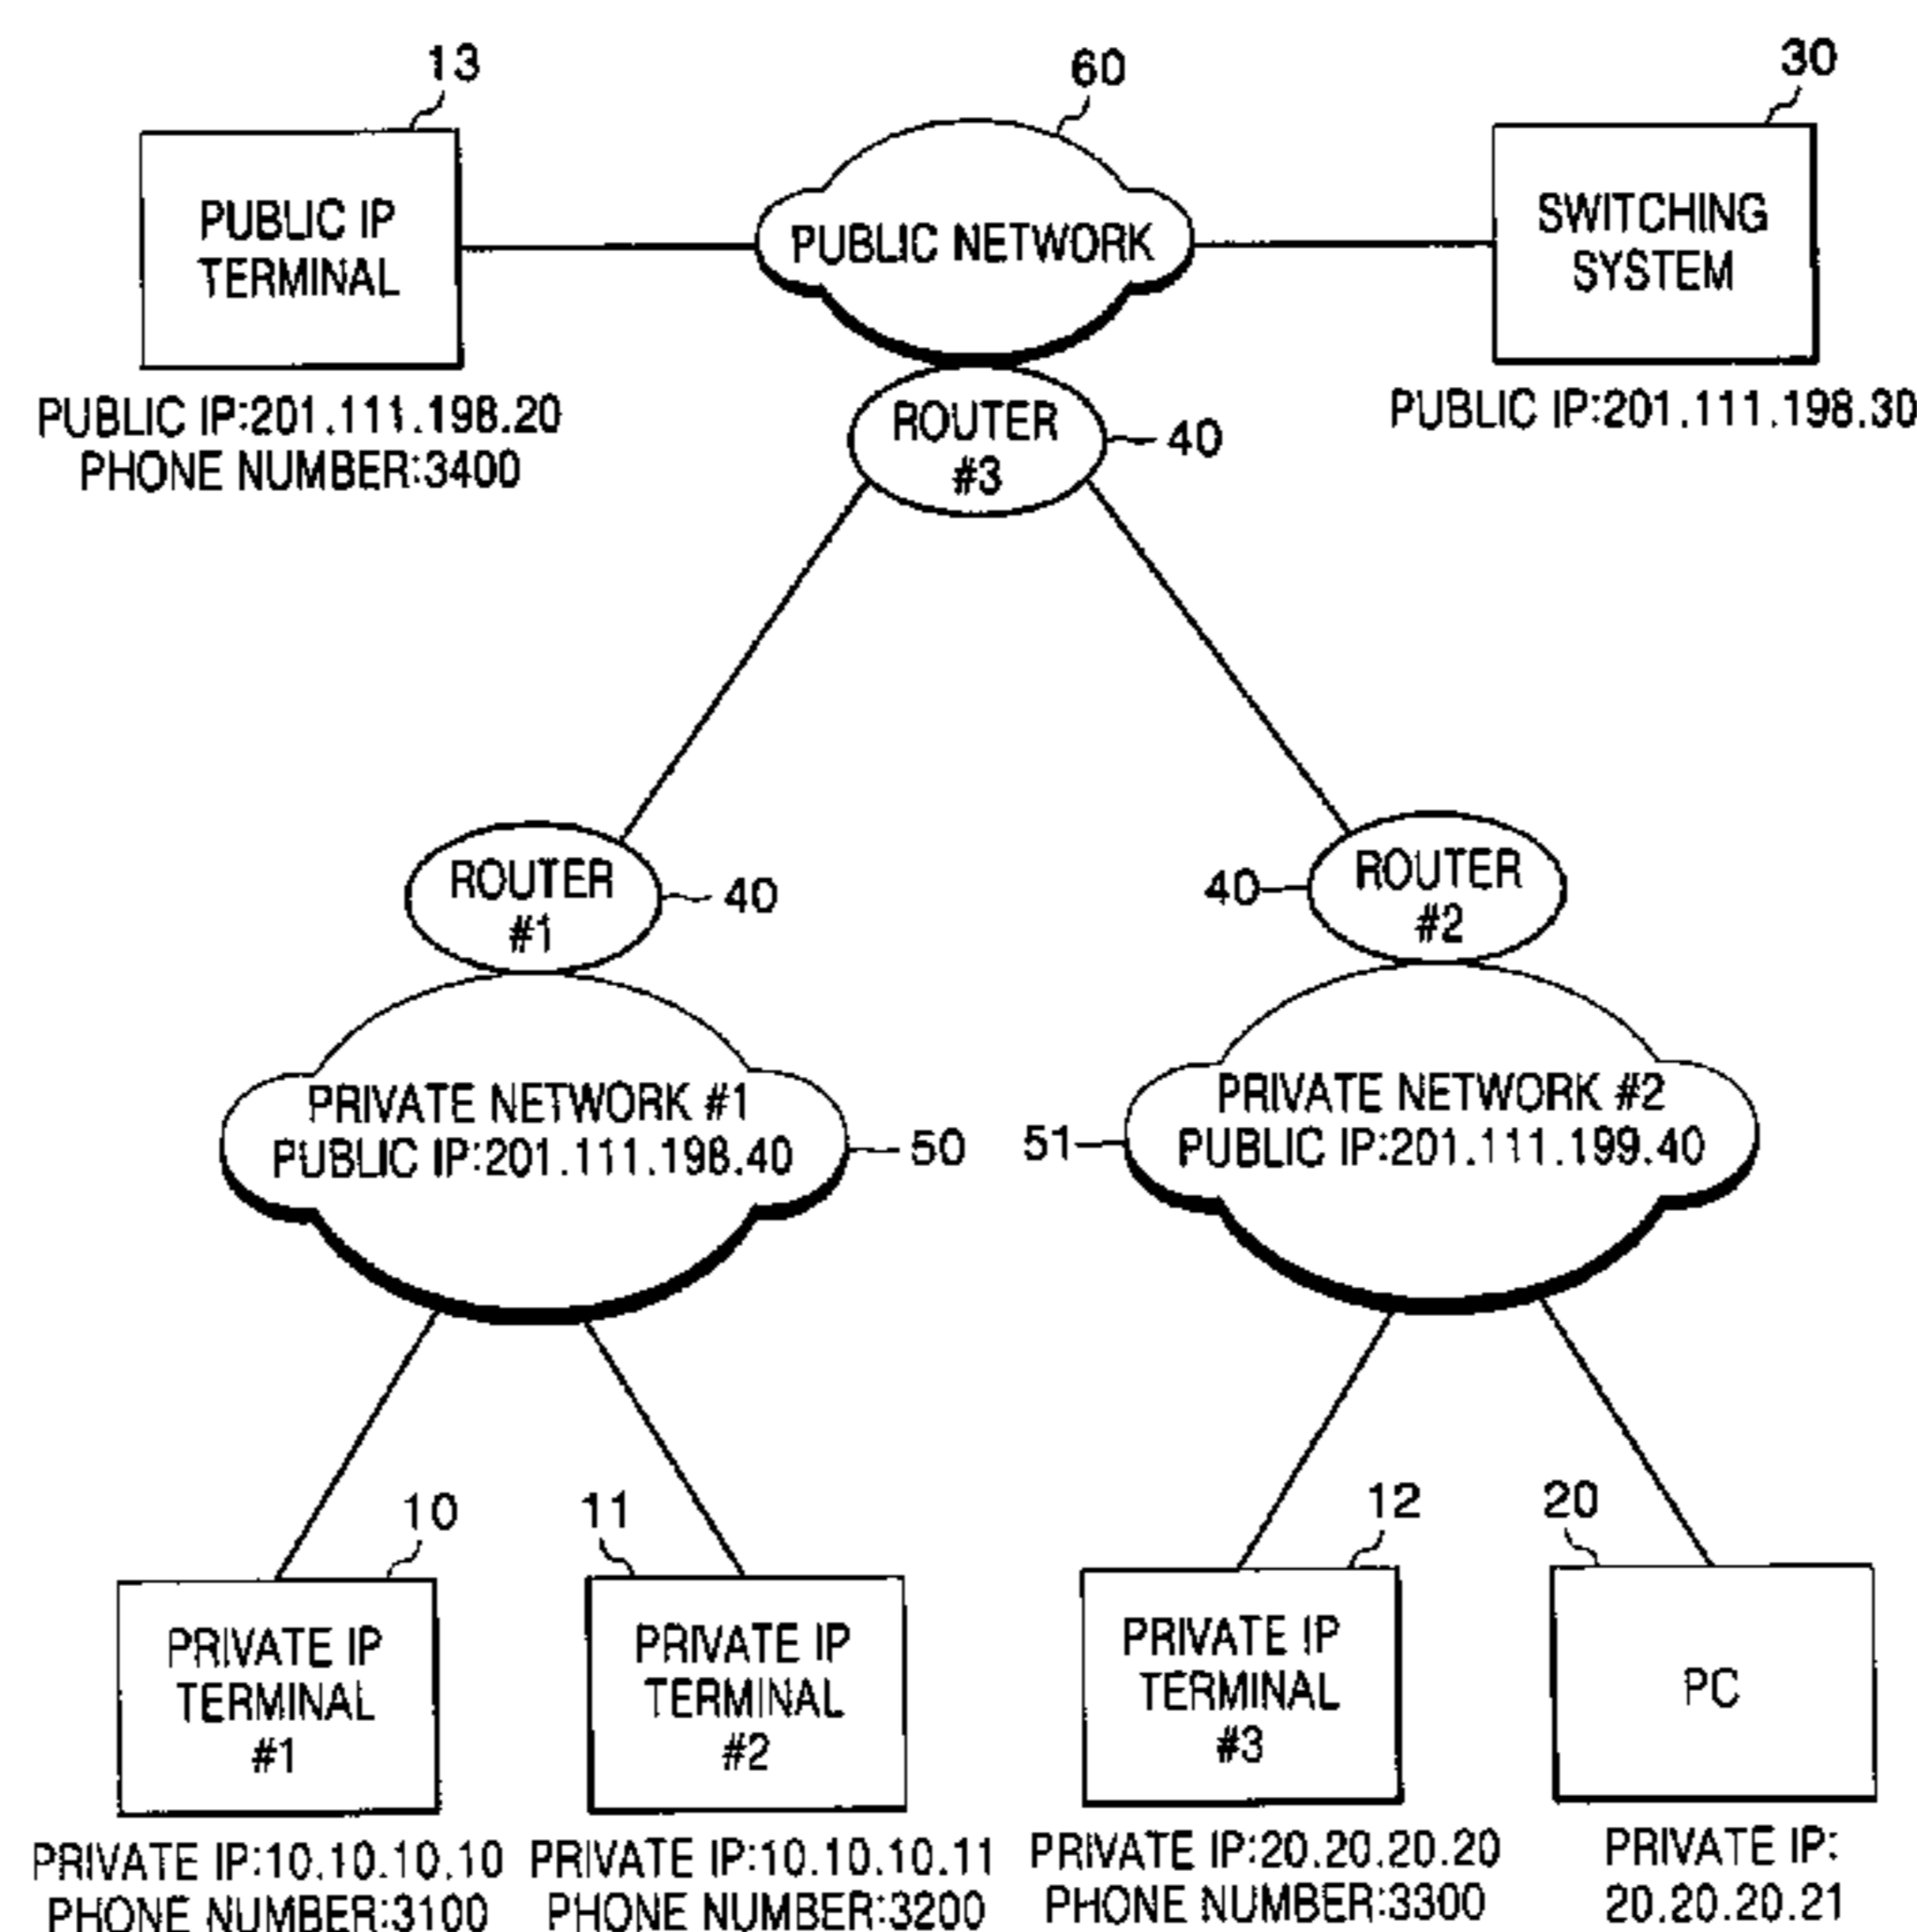 13
60
30
PUBLIC IP
TERMINAL
PUBLIC NETWORK
SWITCHING
SYSTEM
PUBLIC IP:201.111.198.20
PHONE NUMBER:3400
PUBLIC IP:201.111.198.30
ROUTER
#3
40
ROUTER
#1
40
40
ROUTER
#2
PRIVATE NETWORK #1
PUBLIC IP:201.111.198.40
50
51
PRIVATE NETWORK #2
PUBLIC IP:201.111.199.40
10
11
12
20
PRIVATE IP
TERMINAL
#1
PRIVATE IP
TERMINAL
#2
PRIVATE IP
TERMINAL
#3
PC
PRIVATE IP:10.10.10.10
PHONE NUMBER:3100
PRIVATE IP:10.10.10.11
PHONE NUMBER:3200
PRIVATE IP:20.20.20.20
PHONE NUMBER:3300
PRIVATE IP:
20.20.20.21